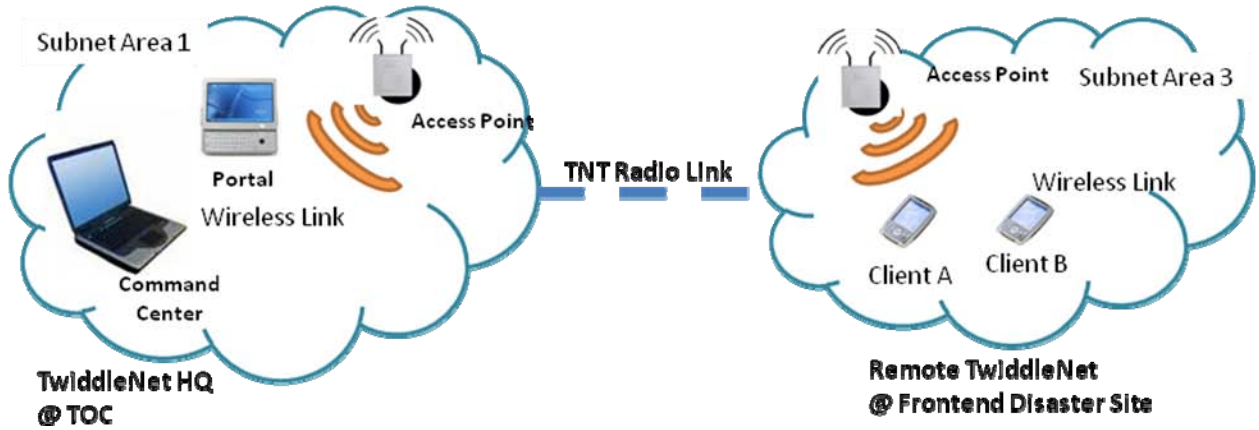 Subnet Area 1
Access Point
Portal
Wireless Link
Command
Center
TwiddleNet HQ
@ TOC
TNT Radio Link
Access Point
Subnet Area 3
Wireless Link
Client A
Client B
Remote TwiddleNet
@ Frontend Disaster Site